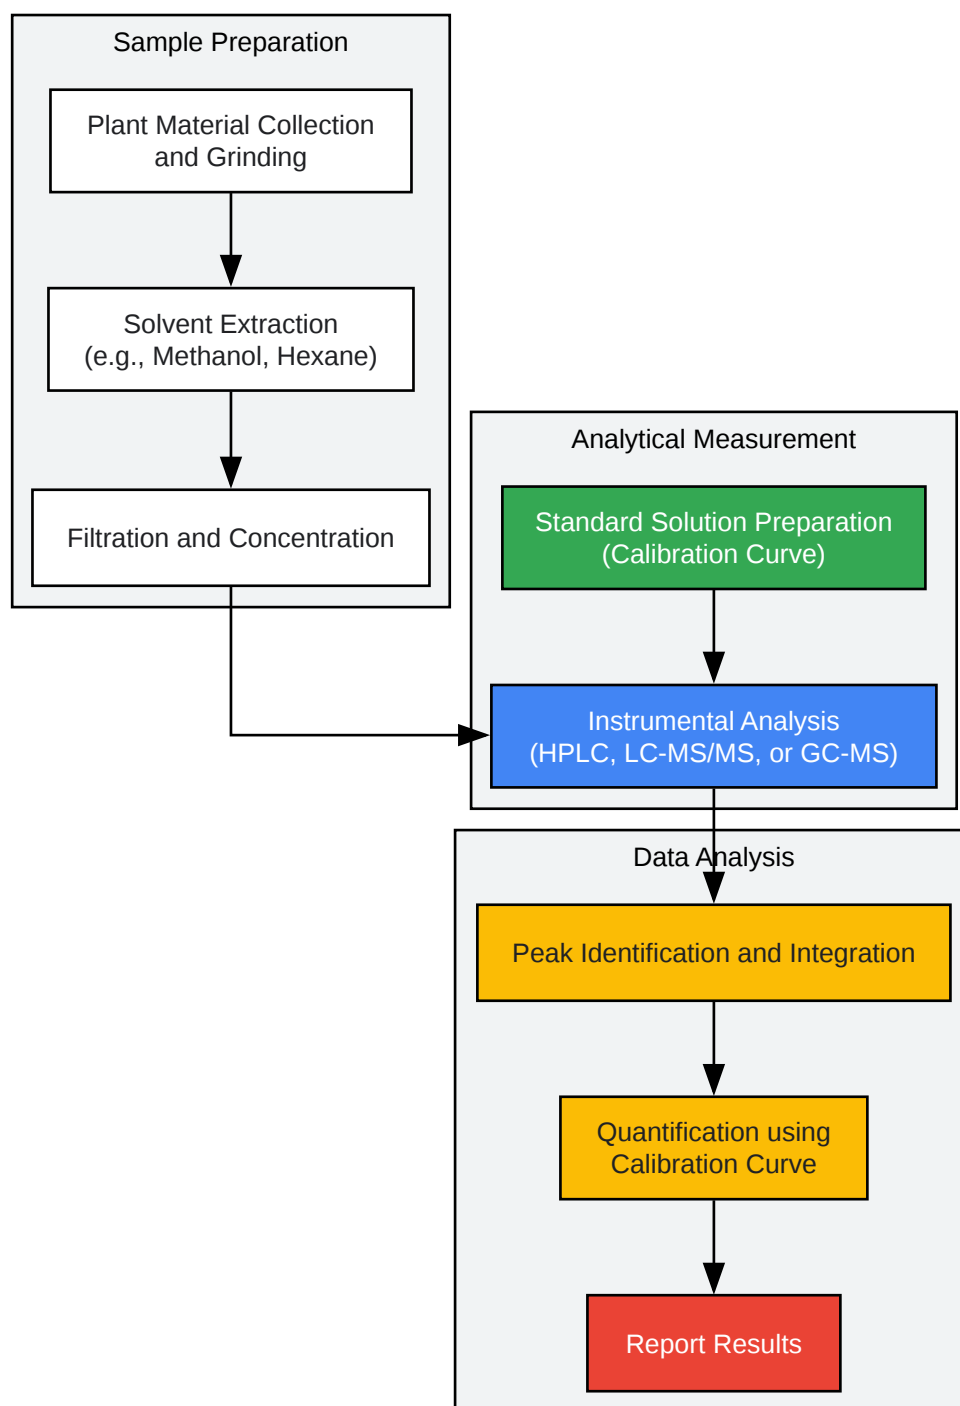 Sample Preparation
Plant Material Collection
and Grinding
Solvent Extraction
(e.g., Methanol, Hexane)
Filtration and Concentration
Analytical Measurement
Standard Solution Preparation
(Calibration Curve)
Instrumental Analysis
(HPLC, LC-MS/MS, or GC-MS)
Data Analysis
Peak Identification and Integration
Quantification using
Calibration Curve
Report Results